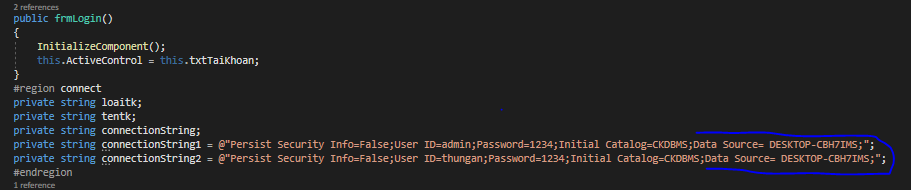 2 references
public frmLogin()
{
InitializeComponent();
this.ActiveControl = this.txtTaiKhoan;
}
#region connect
private string loaitk;
private string tentk;
private string connectionString;
private string connectionString1 = @"Persist Security Info=False;User ID=admin;Password=1234;Initial Catalog=CKDBMS;Data Source= DESKTOP-CBH7IMS;";
private string connectionString2 = @"Persist Security Info=False;User ID=thungan;Password=1234;Initial Catalog=CKDBMS;Data Source= DESKTOP-CBH7IMS;";
#endregion
1 reference